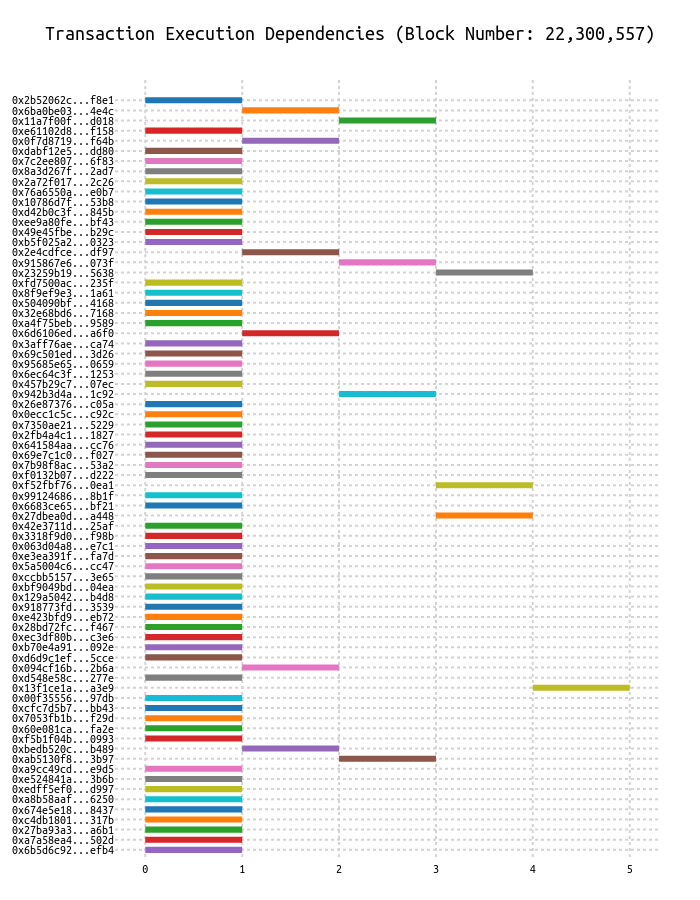 Transaction Execution Dependencies (Block Number: 22,300,557)
0x2b52062c...f8e1
0x6ba0be03...4e4c
0x11a7f00f...d018
0xe61102d8...f158
0x0f7d8719...f64b
0xdabf12e5...dd80
0x7c2ee807...6f83
0x8a3d267f...2ad7
0x2a72f017...2c26
0x76a6550a...e0b7
0x10786d7f...53b8
0xd42b0c3f...845b
0xee9a80fe...bf43
0x49e45fbe...b29c
0xb5f025a2...0323
0x2e4cdfce...df97
0x915867e6...073f
0x23259b19...5638
0xfd7500ac...235f
0x8f9ef9e3...1a61
0x504090bf...4168
0x32e68bd6...7168
0xa4f75beb...9589
0x6d6106ed...a6f0
0x3aff76ae...ca74
0x69c501ed...3d26
0x95685e65...0659
0x6ec64c3f...1253
0x457b29c7...07ec
0x942b3d4a...1c92
0x26e87376...c05a
0x0ecc1c5c...c92c
0x7350ae21...5229
0x2fb4a4c1...1827
0x641584aa...cc76
0x69e7c1c0...f027
0x7b98f8ac...53a2
0xf0132b07...d222
0xf52fbf76...0ea1
0x99124686...8b1f
0x6683ce65...bf21
0x27dbea0d...a448
0x42e3711d...25af
0x3318f9d0...f98b
0x063d04a8...e7c1
0xe3ea391f...fa7d
0x5a5004c6...cc47
0xccbb5157...3e65
0xbf9049bd...04ea
0x129a5042...b4d8
0x918773fd...3539
0xe423bfd9...eb72
0x28bd72fc...f467
0xec3df80b...c3e6
0xb70e4a91...092e
0xd6d9c1ef...5cce
0x094cf16b...2b6a
0xd548e58c...277e
0x13f1ce1a...a3e9
0x00f35556...97db
0xcfc7d5b7...bb43
0x7053fb1b...f29d
0x60e081ca...fa2e
0xf5b1f04b...0993
0xbedb520c...b489
0xab5130f8...3b97
0xa9cc49cd...e9d5
0xe524841a...3b6b
0xedff5ef0...d997
0xa8b58aaf...6250
0x674e5e18...8437
0xc4db1801...317b
0x27ba93a3...a6b1
0xa7a58ea4...502d
0x6b5d6c92...efb4
0 1 2 3 4 5